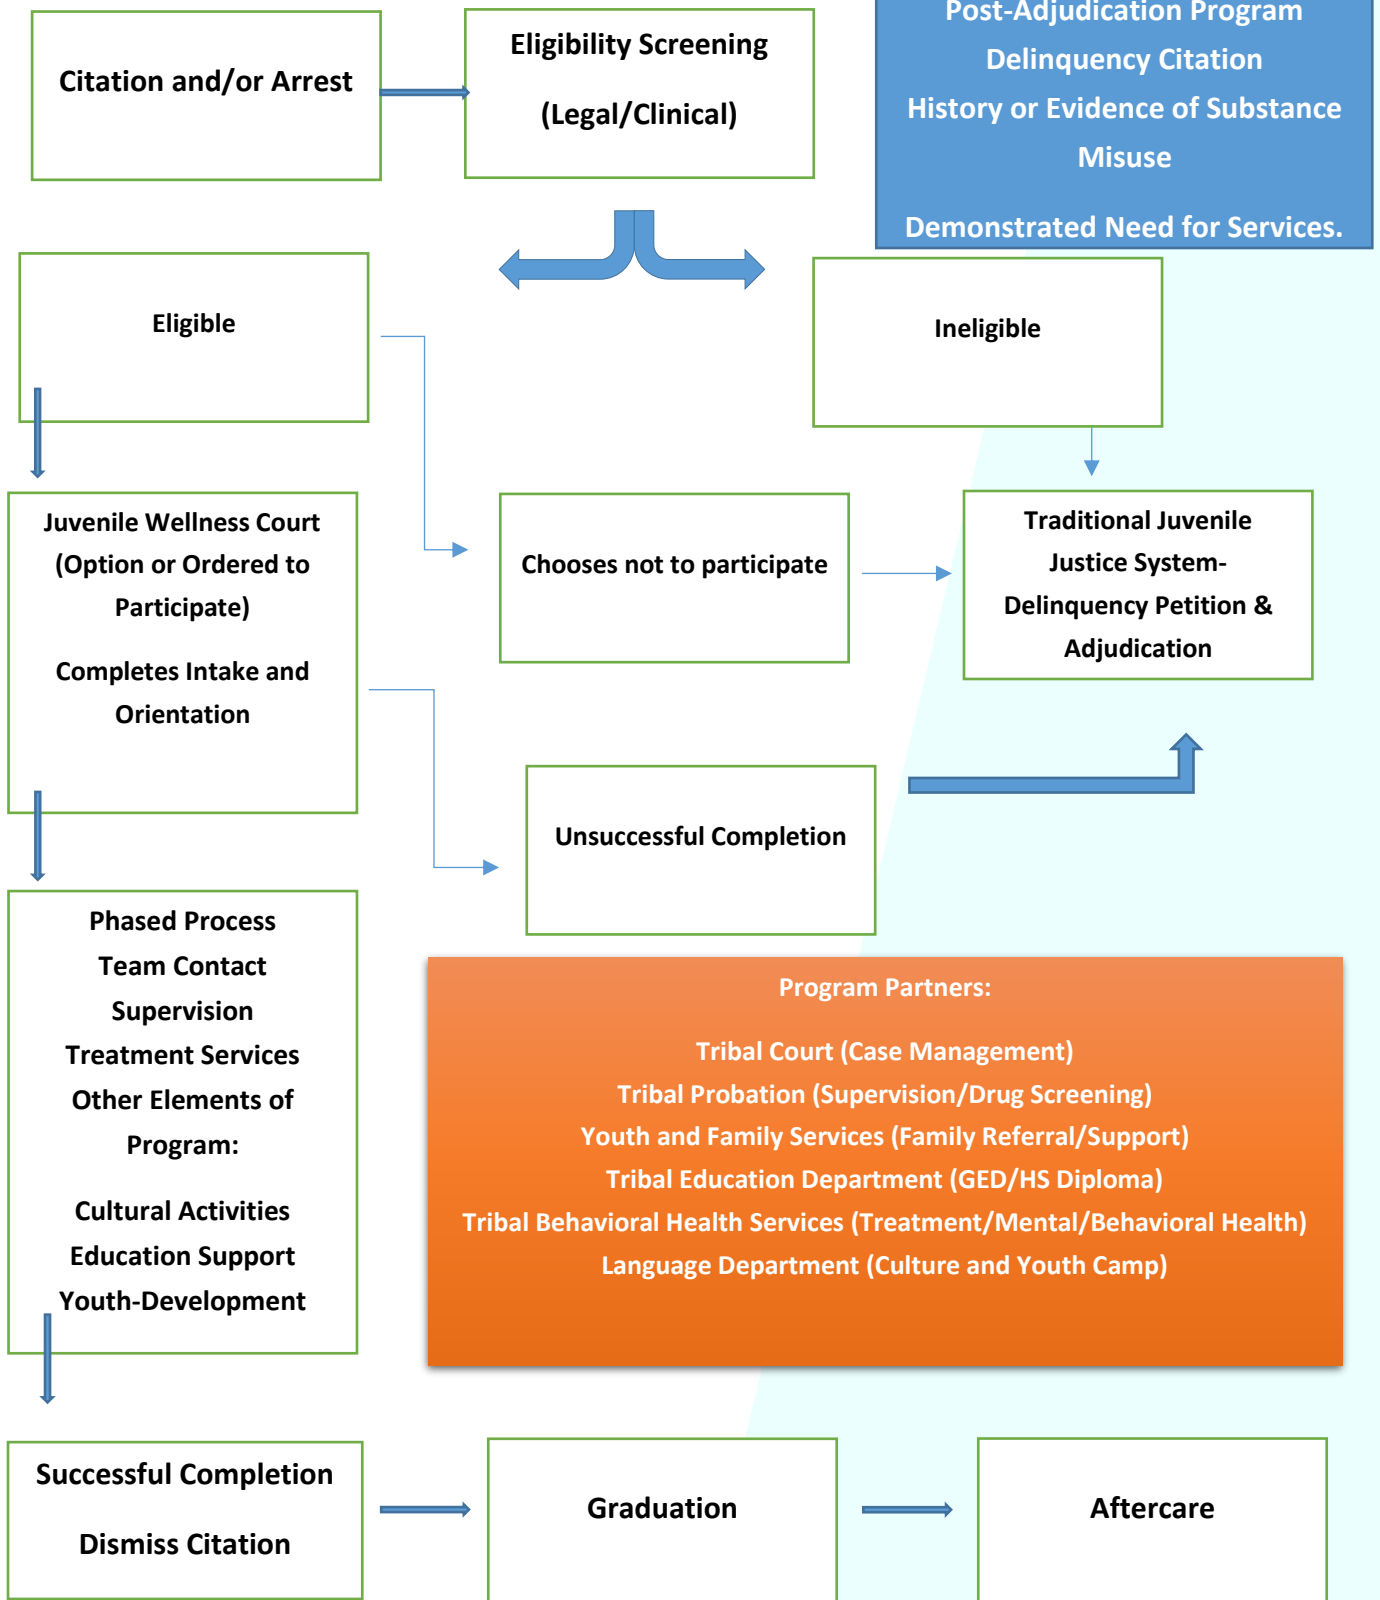 Citation and/or Arrest
Eligibility Screening
(Legal/Clinical)
Post-Adjudication Program
Delinquency Citation
History or Evidence of Substance
Misuse
Demonstrated Need for Services.
Eligible
Ineligible
Juvenile Wellness Court
(Option or Ordered to
Participate)
Completes Intake and
Orientation
Chooses not to participate
Traditional Juvenile
Justice System-
Delinquency Petition &
Adjudication
Unsuccessful Completion
Phased Process
Team Contact
Supervision
Treatment Services
Other Elements of
Program:
Cultural Activities
Education Support
Youth-Development
Program Partners:
Tribal Court (Case Management)
Tribal Probation (Supervision/Drug Screening)
Youth and Family Services (Family Referral/Support)
Tribal Education Department (GED/HS Diploma)
Tribal Behavioral Health Services (Treatment/Mental/Behavioral Health)
Language Department (Culture and Youth Camp)
Successful Completion
Dismiss Citation
Graduation
Aftercare